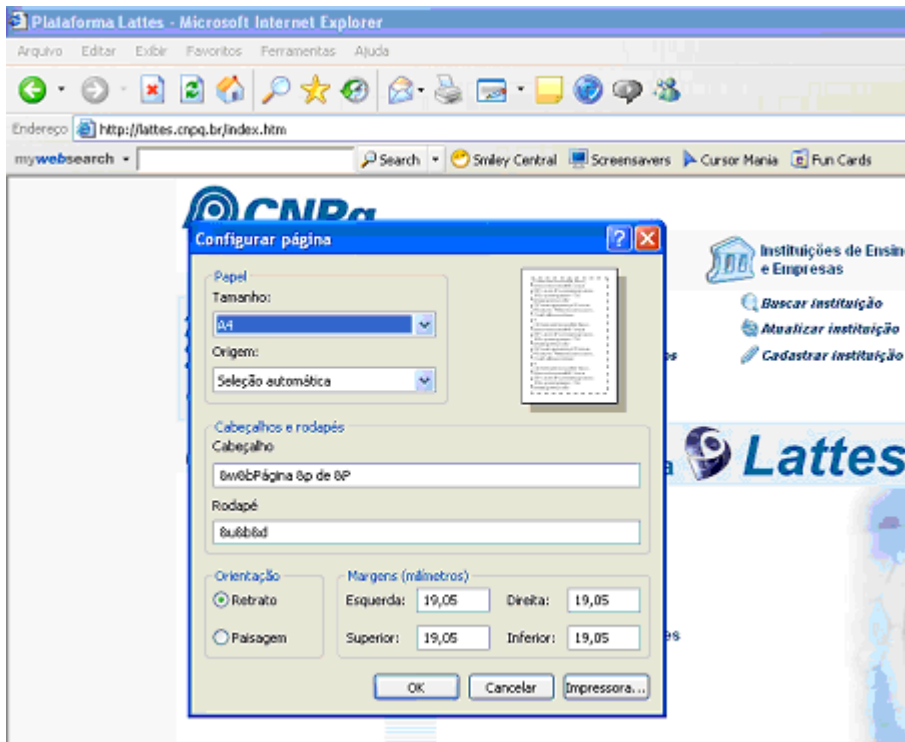 Plataforma Lattes - Microsoft Internet Explorer
Arquivo Editar Exibir Favoritos Ferramentas Ajuda
Endereço http://lattes.cnpq.br/index.htm
mywebsearch Search Smiley Central Screensavers Cursor Mania Fun Cards
CNPq
Configurar página
Instituições de Ensin
e Empresas
Papel
Tamanho:
A4
Buscar instituição
Atualizar instituição
Origem:
os
Cadastrar instituição
Seleção automática
Cabeçalhos e rodapés
Cabeçalho
a Lattes
&w&bPágina &p de &P
Rodapé
&u&b&d
Orientação
Margens (milímetros)
Retrato Esquerda: 19,05 Direita: 19,05
Paisagem Superior: 19,05 Inferior: 19,05
es
OK Cancelar Impressora...